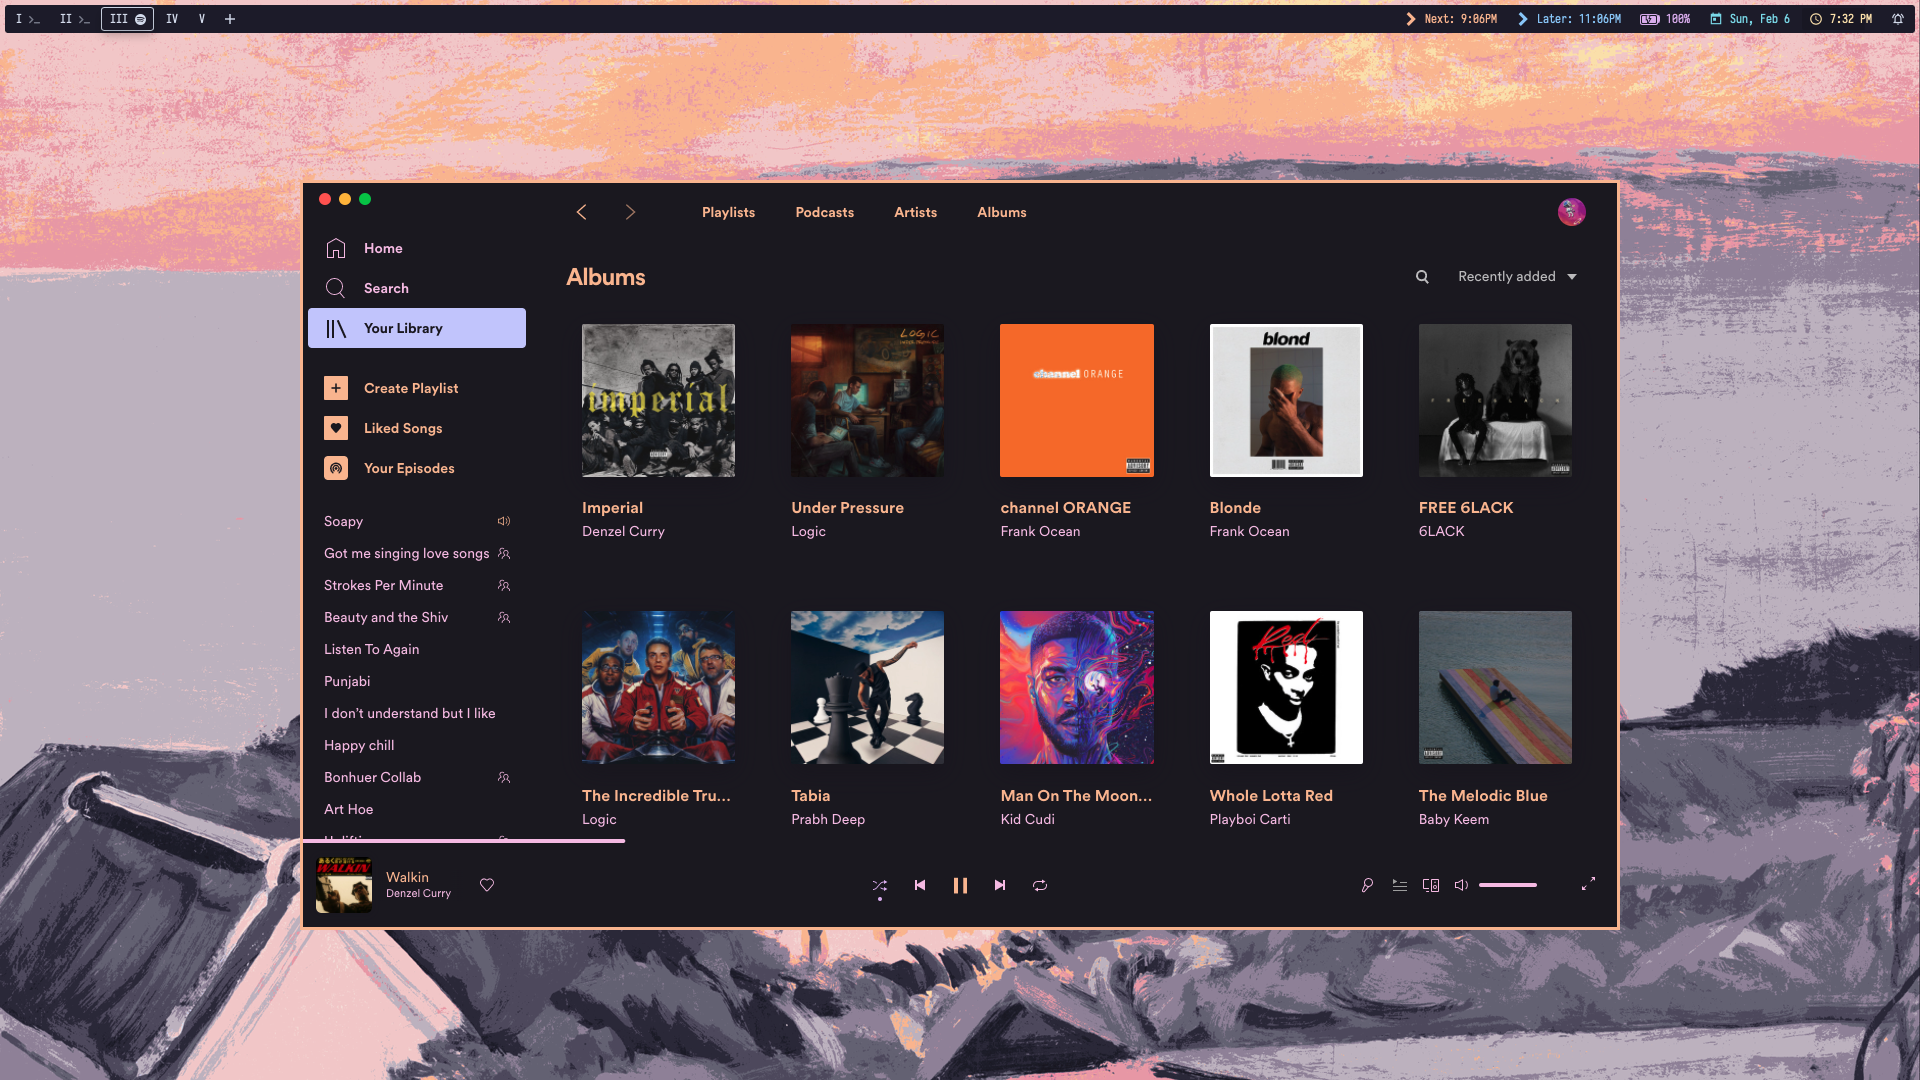 I >_ II >_ III IV V +
Next: 9:06PM Later: 11:06PM 100% Sun, Feb 6 7:32 PM
Playlists Podcasts Artists Albums
Home
Search
Your Library
Create Playlist
Liked Songs
Your Episodes
Soapy
Got me singing love songs
Strokes Per Minute
Beauty and the Shiv
Listen To Again
Punjabi
I don't understand but I like
Happy chill
Bonhuer Collab
Art Hoe
Albums
Recently added
imperial
LOGIC
channel ORANGE
blond
FREE 6LACK
Imperial
Denzel Curry
Under Pressure
Logic
channel ORANGE
Frank Ocean
Blonde
Frank Ocean
FREE 6LACK
6LACK
Red
The Incredible Tru...
Logic
Tabia
Prabh Deep
Man On The Moon...
Kid Cudi
Whole Lotta Red
Playboi Carti
The Melodic Blue
Baby Keem
WALKIN
Walkin
Denzel Curry